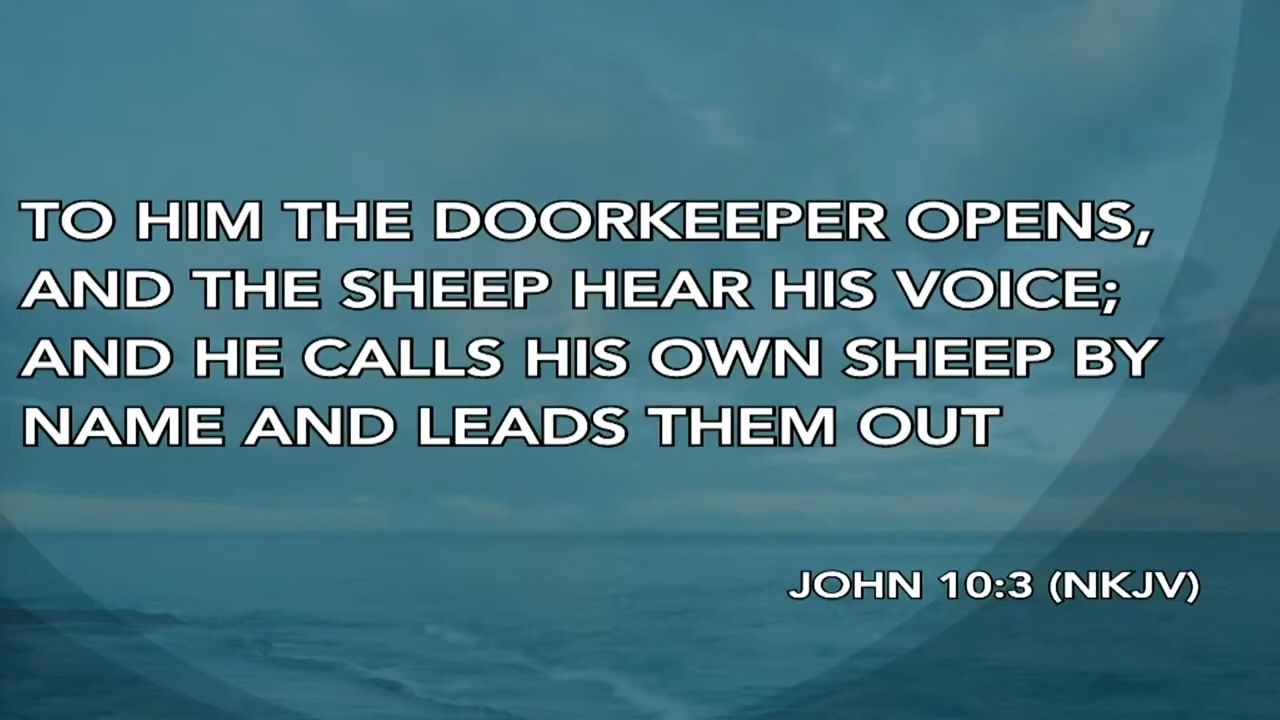 TO HIM THE DOORKEEPER OPENS,
AND THE SHEEP HEAR HIS VOICE;
AND HE CALLS HIS OWN SHEEP BY
NAME AND LEADS THEM OUT
JOHN 10:3 (NKJV)